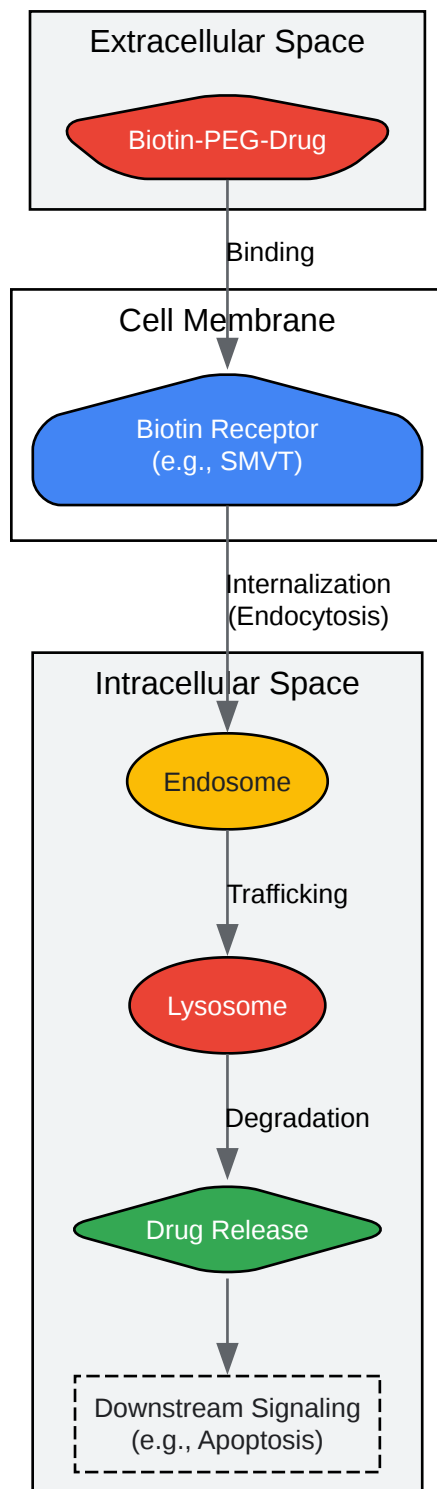 Extracellular Space
Biotin-PEG-Drug
Binding
Cell Membrane
Biotin Receptor
(e.g., SMVT)
Internalization
(Endocytosis)
Intracellular Space
Endosome
Trafficking
Lysosome
Degradation
Drug Release
Downstream Signaling
(e.g., Apoptosis)